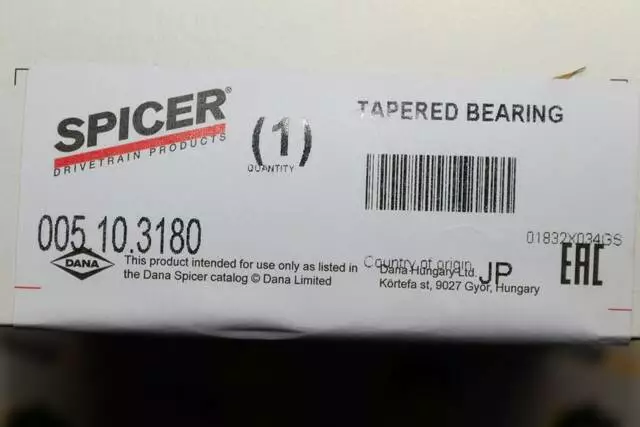 SPICER®
DRIVETRAIN PRODUCTS
(1)
QUANTITY
TAPERED BEARING
005.10.3180
01832X034GS
DANA
This product intended for use only as listed in
the Dana Spicer catalog © Dana Limited
Country of origin JP
Dana Hungary Ltd.
Körtefa st, 9027 Győr, Hungary
EAC